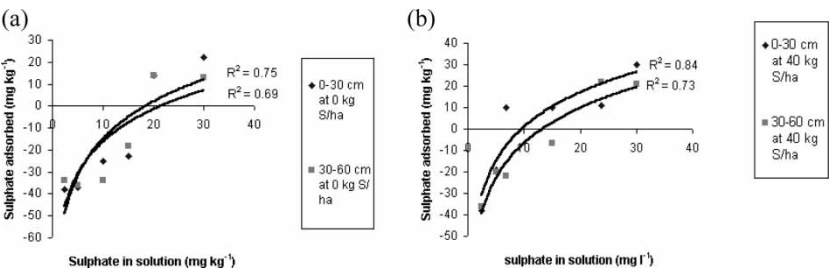 (a)
Sulphate adsorbed (mg kg-1)
30
20
10
0
-10
-20
-30
-40
-50
-60
0
10
20
30
40
R2 = 0.75
R2 = 0.69
Sulphate in solution (mg kg-1)
0-30 cm
at 0 kg
S/ha
30-60 cm
at 0 kg S/
ha
(b)
Sulphate adsorbed (mg kg-1)
40
30
20
10
0
-10
-20
-30
-40
-50
0
10
20
30
40
R2 = 0.84
R2 = 0.73
sulphate in solution (mg l-1)
0-30 cm
at 40 kg
S/ha
30-60 cm
at 40 kg
S/ha